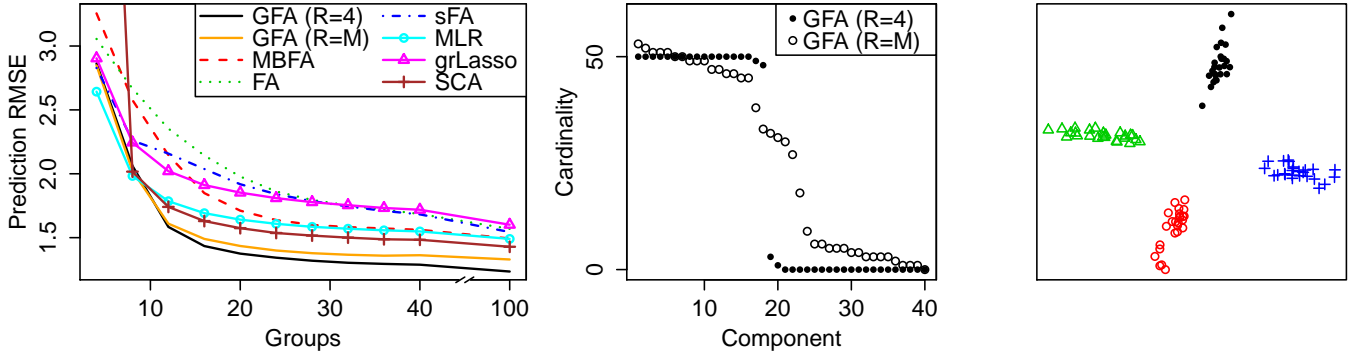 Prediction RMSE
3.0
2.5
2.0
1.5
GFA (R=4)
GFA (R=M)
MBFA
FA
sFA
MLR
grLasso
SCA
10 20 30 40 100
Groups
Cardinality
50
0
GFA (R=4)
GFA (R=M)
0 10 20 30 40
Component